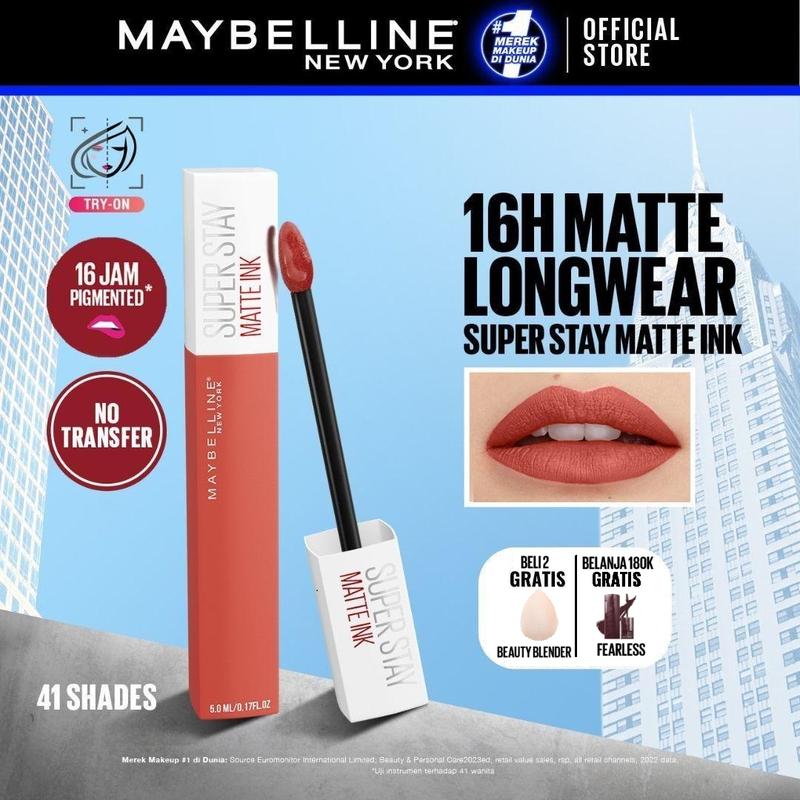 MAYBELLINE
NEW YORK
#1
MEREK
MAKEUP
DI DUNIA
OFFICIAL
STORE
TRY-ON
16 JAM
PIGMENTED*
NO
TRANSFER
SUPER STAY
MATTE INK
MAYBELLINE®
NEW YORK
5.0 ML/0.17FL.OZ
SUPER STAY
MATTE INK
16H MATTE
LONGWEAR
SUPER STAY MATTE INK
BELI 2
GRATIS
BEAUTY BLENDER
BELANJA 180K
GRATIS
FEARLESS
41 SHADES
Merek Makeup #1 di Dunia: Source Euromonitor International Limited; Beauty & Personal Care2023ed, retail value sales, rsp, all retail channels, 2022 data.
*Uji instrumen terhadap 41 wanita